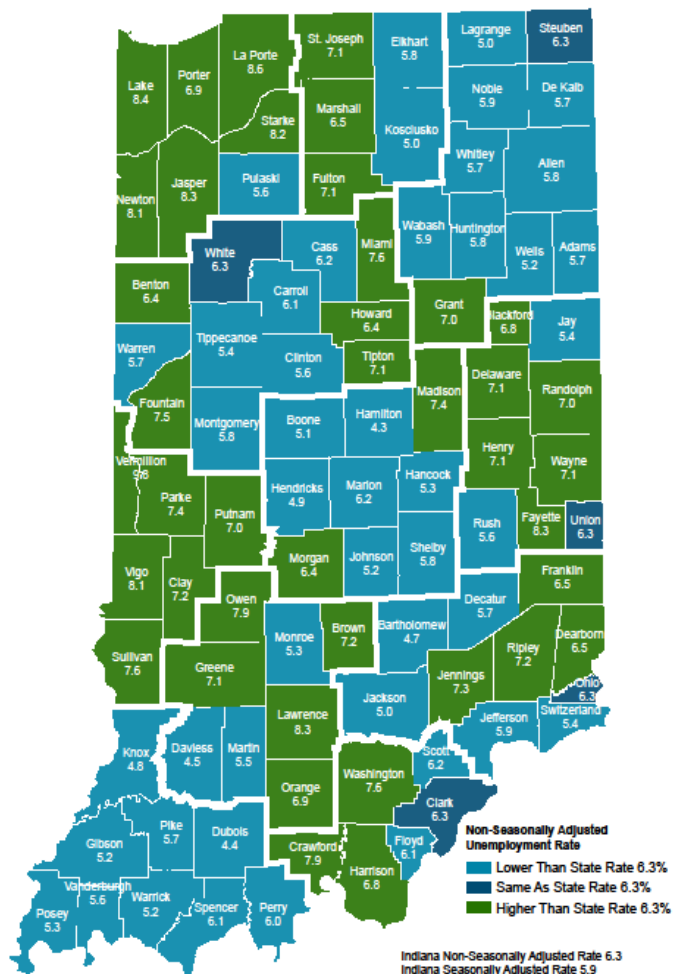 Lake
8.4
Porter
6.9
La Porte
8.6
St. Joseph
7.1
Elkhart
5.8
Lagrange
5.0
Steuben
6.3
Noble
5.9
De Kalb
5.7
Starke
8.2
Marshall
6.5
Kosciusko
5.0
Whitley
5.7
Allen
5.8
Newton
8.1
Jasper
8.3
Pulaski
5.6
Fulton
7.1
Wabash
5.9
Huntington
5.8
Wells
5.2
Adams
5.7
White
6.3
Cass
6.2
Miami
7.6
Benton
6.4
Carroll
6.1
Howard
6.4
Grant
7.0
Blackford
6.8
Jay
5.4
Warren
5.7
Tippecanoe
5.4
Clinton
5.6
Tipton
7.1
Madison
7.4
Delaware
7.1
Randolph
7.0
Fountain
7.5
Montgomery
5.8
Boone
5.1
Hamilton
4.3
Henry
7.1
Wayne
7.1
Vermillion
9.8
Parke
7.4
Putnam
7.0
Hendricks
4.9
Marion
6.2
Hancock
5.3
Rush
5.6
Fayette
8.3
Union
6.3
Vigo
8.1
Clay
7.2
Morgan
6.4
Johnson
5.2
Shelby
5.8
Franklin
6.5
Owen
7.9
Decatur
5.7
Sullivan
7.6
Greene
7.1
Monroe
5.3
Brown
7.2
Bartholomew
4.7
Jennings
7.3
Ripley
7.2
Dearborn
6.5
Ohio
6.3
Lawrence
8.3
Jackson
5.0
Jefferson
5.9
Switzerland
5.4
Knox
4.8
Daviess
4.5
Martin
5.5
Orange
6.9
Washington
7.6
Scott
6.2
Clark
6.3
Gibson
5.2
Pike
5.7
Dubois
4.4
Crawford
7.9
Harrison
6.8
Floyd
6.1
Posey
5.3
Vanderburgh
5.6
Warrick
5.2
Spencer
6.1
Perry
6.0
Non-Seasonally Adjusted
Unemployment Rate
Lower Than State Rate 6.3%
Same As State Rate 6.3%
Higher Than State Rate 6.3%
Indiana Non-Seasonally Adjusted Rate 6.3
Indiana Seasonally Adjusted Rate 5.9